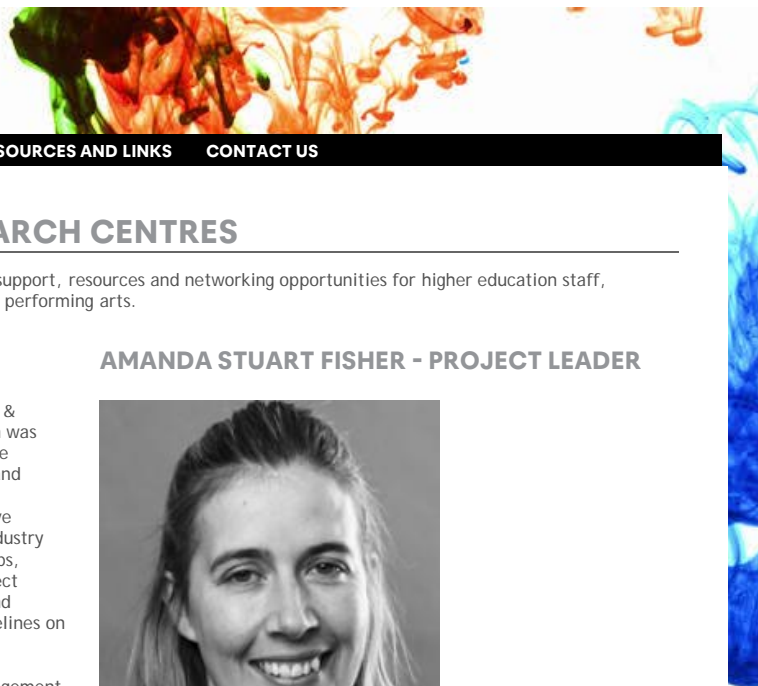 SOURCES AND LINKS CONTACT US
ARCH CENTRES
support, resources and networking opportunities for higher education staff,
performing arts.
AMANDA STUART FISHER - PROJECT LEADER
&
was
e
nd
ve
dustry
ps,
ect
d
elines on
gement